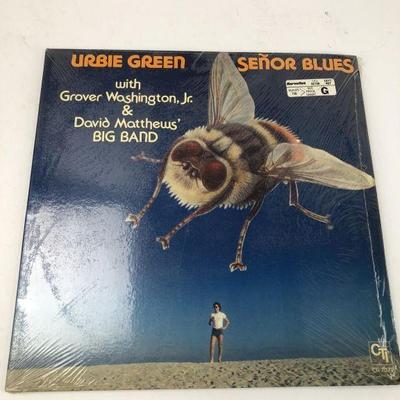 URBIE GREEN SEÑOR BLUES
with
Grover Washington, Jr.
&
David Matthews'
BIG BAND
G
CTI